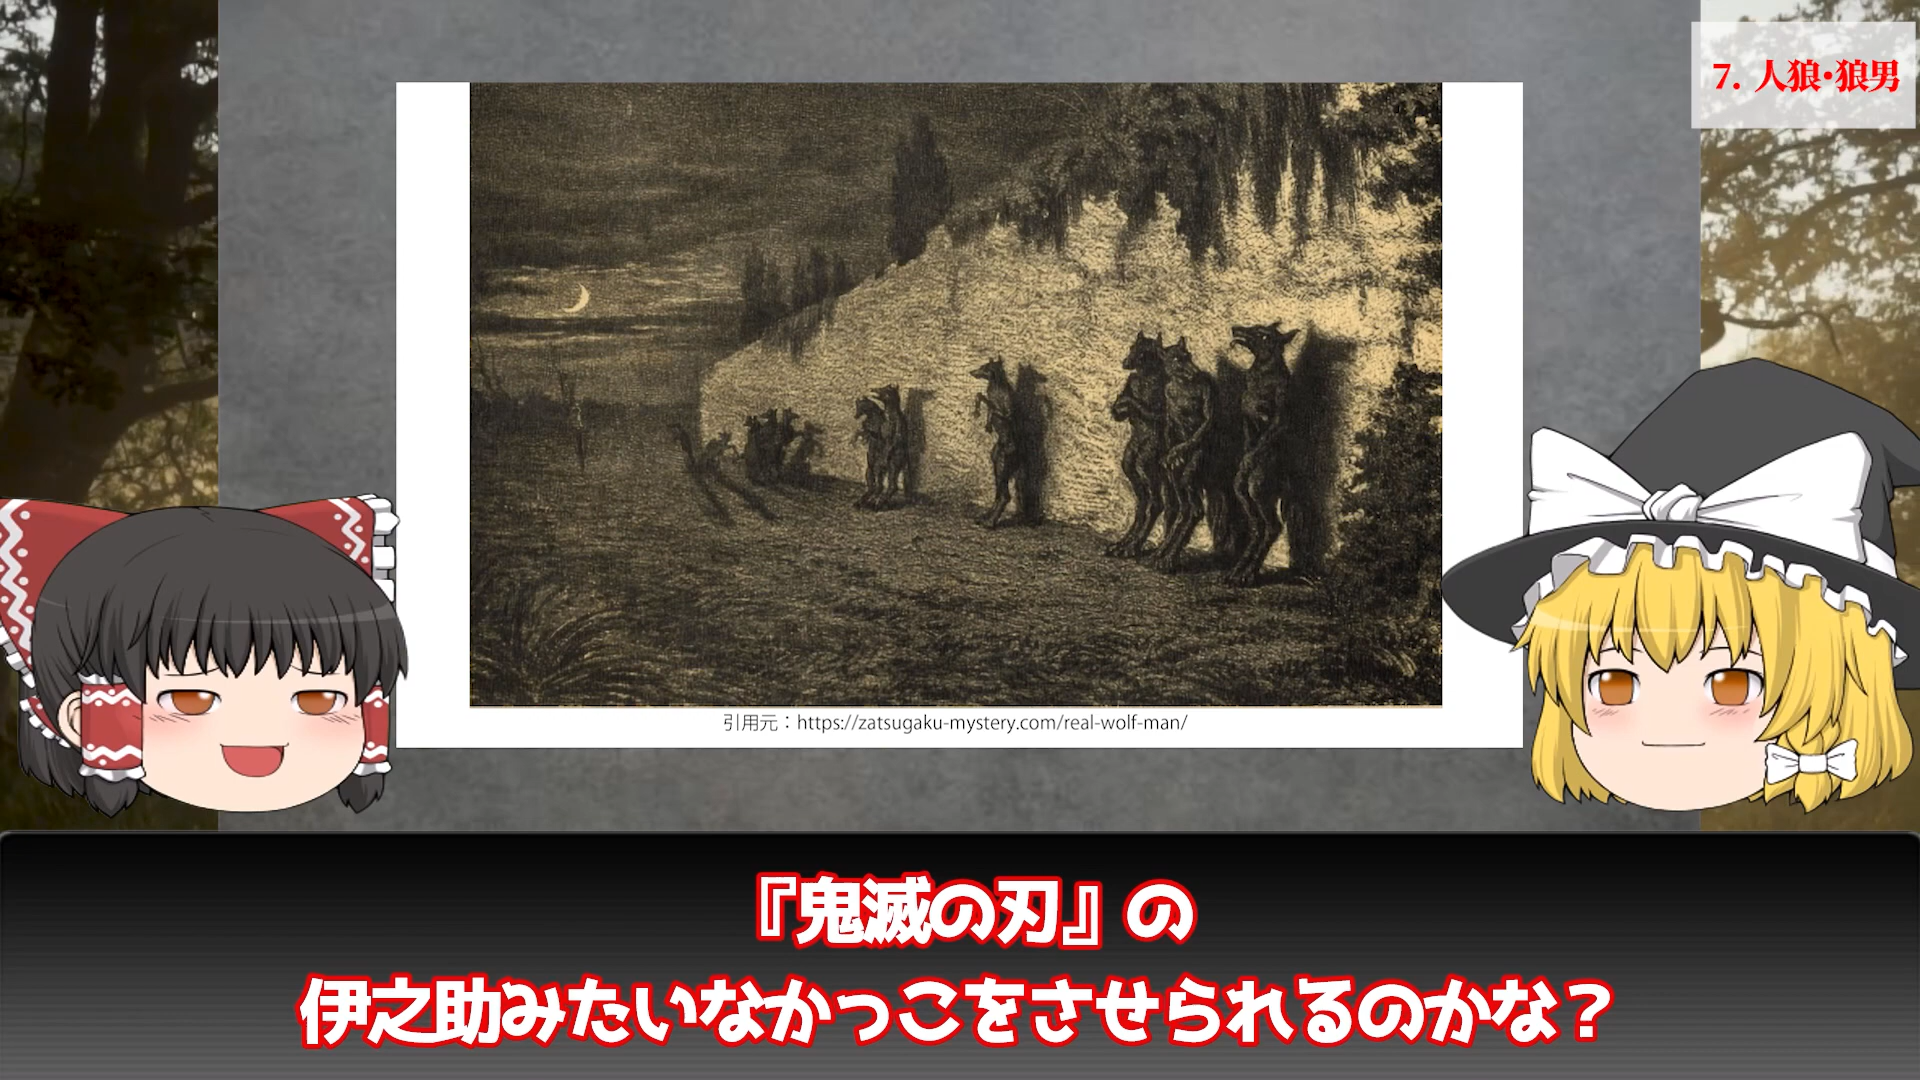 7. 人狼・狼男
引用元：https://zatsugaku-mystery.com/real-wolf-man/
『鬼滅の刃』の
伊之助みたいなかっこをさせられるのかな？